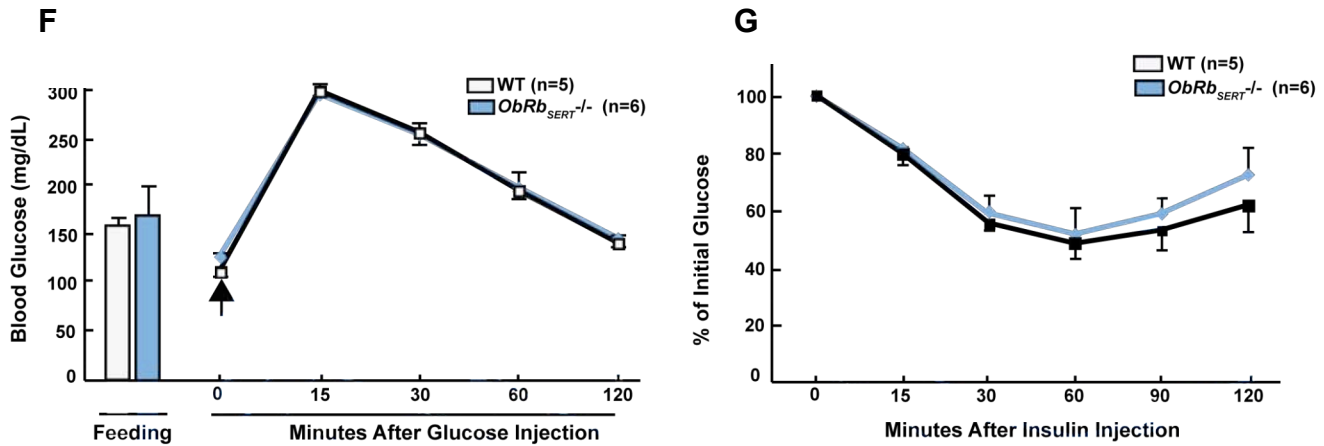 F
Blood Glucose (mg/dL)
300
250
200
150
100
50
0
WT (n=5)
ObRbSERT-/- (n=6)
0 15 30 60 120
Feeding
Minutes After Glucose Injection
G
% of Initial Glucose
100
80
60
40
20
0
WT (n=5)
ObRbSERT-/- (n=6)
0 15 30 60 90 120
Minutes After Insulin Injection